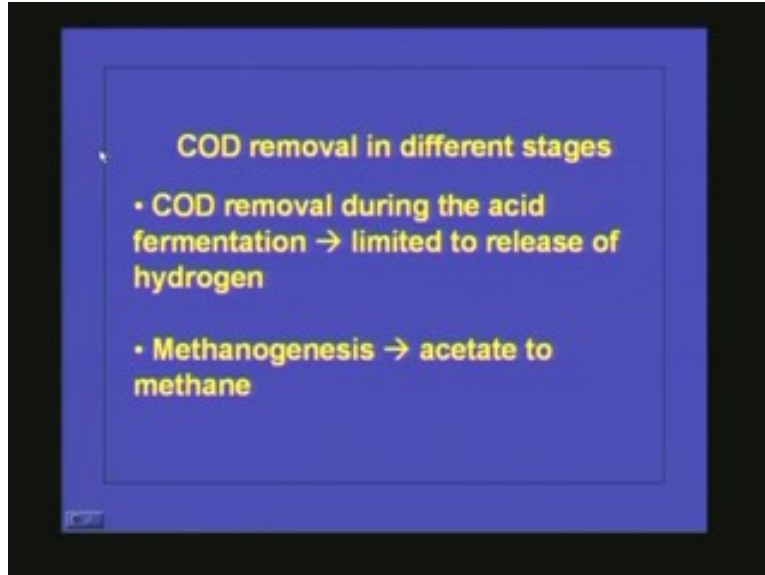 COD removal in different stages
• COD removal during the acid
fermentation → limited to release of
hydrogen
• Methanogenesis → acetate to
methane